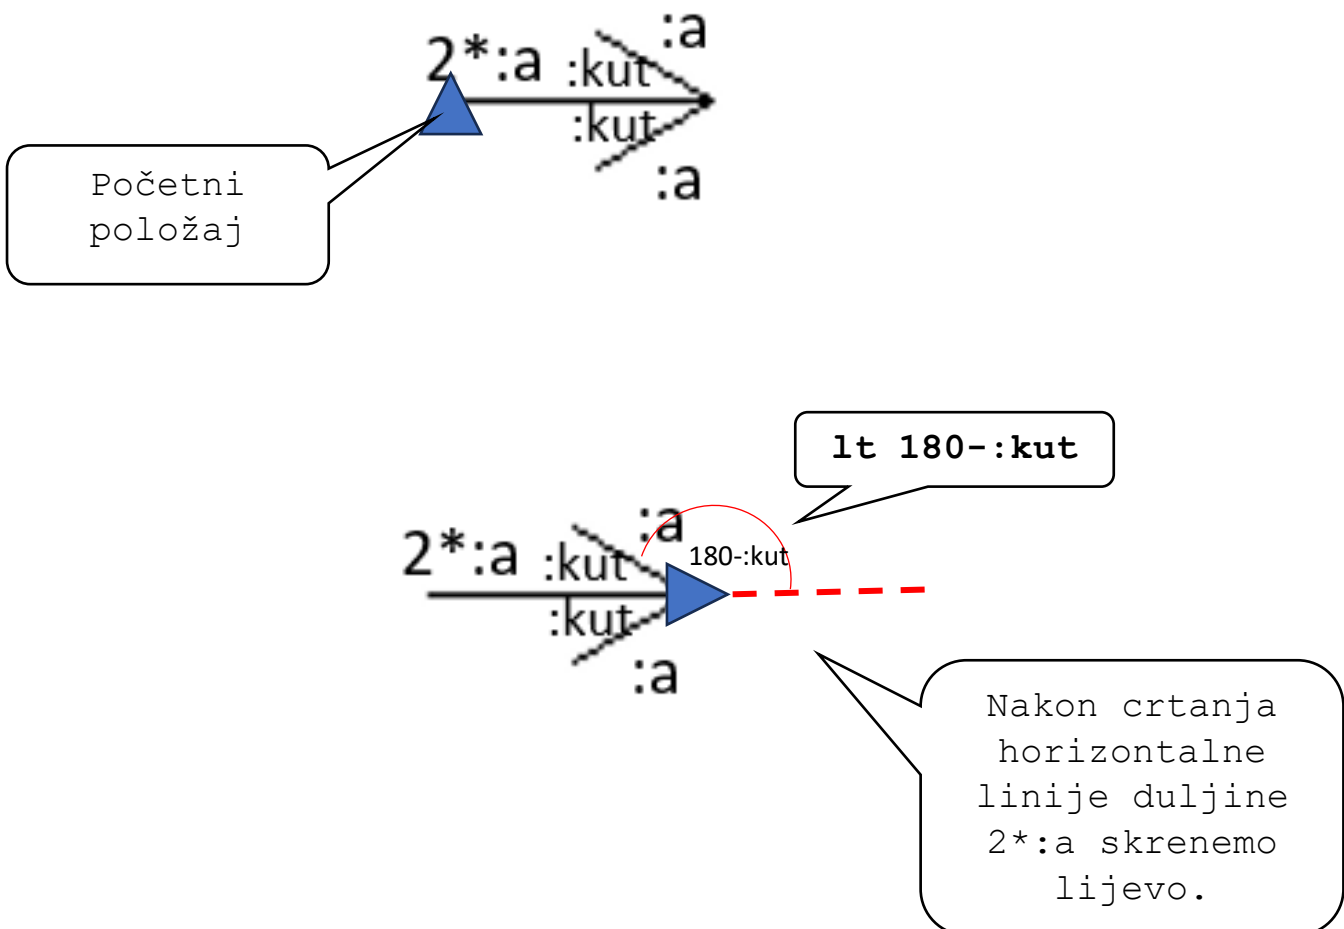 2*:a
:kut
:a
:kut
:a
Početni
položaj
lt 180-:kut
2*:a
:kut
:a
180-:kut
:kut
:a
Nakon crtanja
horizontalne
linije duljine
2*:a skrenemo
lijevo.